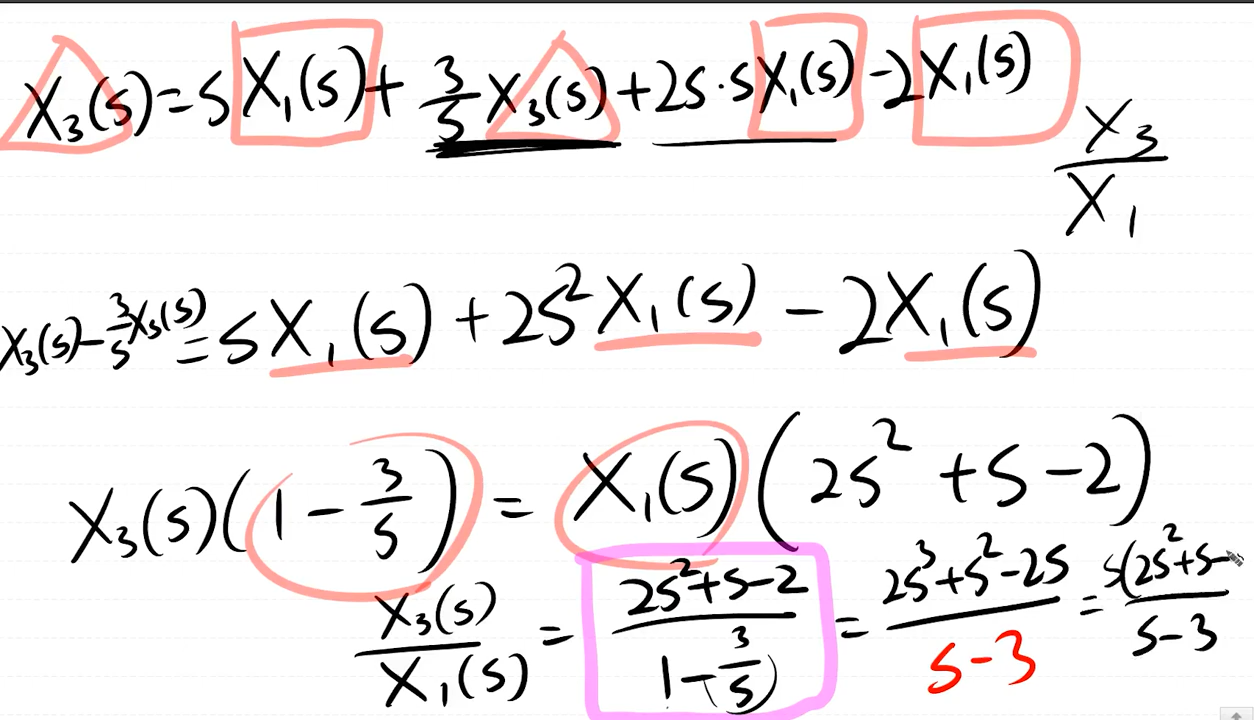 X₃(s) = s X₁(s) + 3/s X₃(s) + 2s·s X₁(s) - 2X₁(s)
X₃/X₁
X₃(s) - 3/s X₃(s) = s X₁(s) + 2s² X₁(s) - 2X₁(s)
X₃(s)(1 - 3/s) = X₁(s)(2s² + s - 2)
X₃(s)/X₁(s) = (2s²+s-2)/(1-(3/s)) = (2s³+s²-2s)/(s-3) = s(2s²+s-/(s-3)